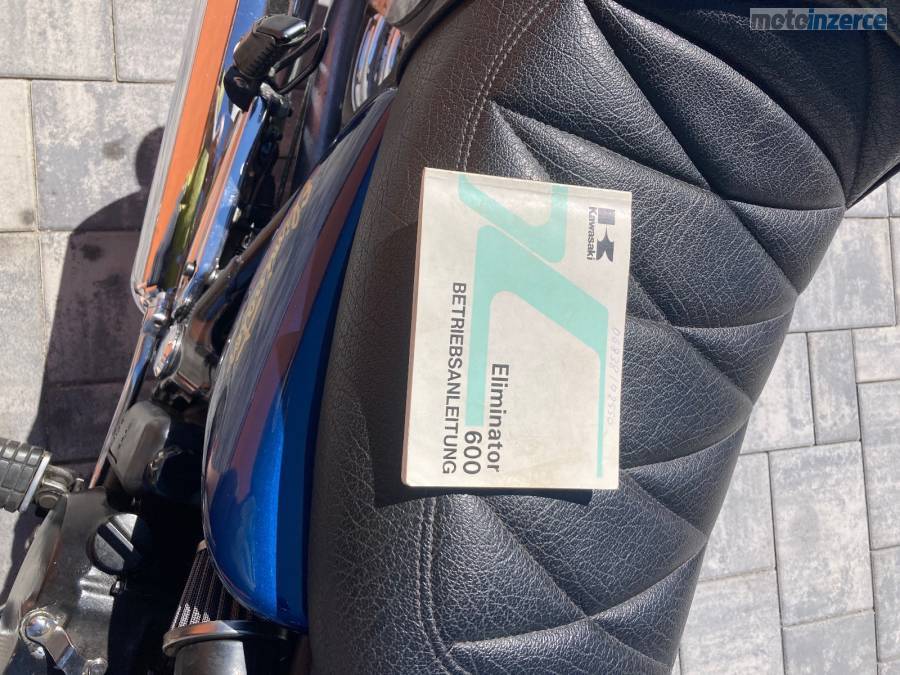 motoinzerce
Kawasaki
Eliminator
600
BETRIEBSANLEITUNG